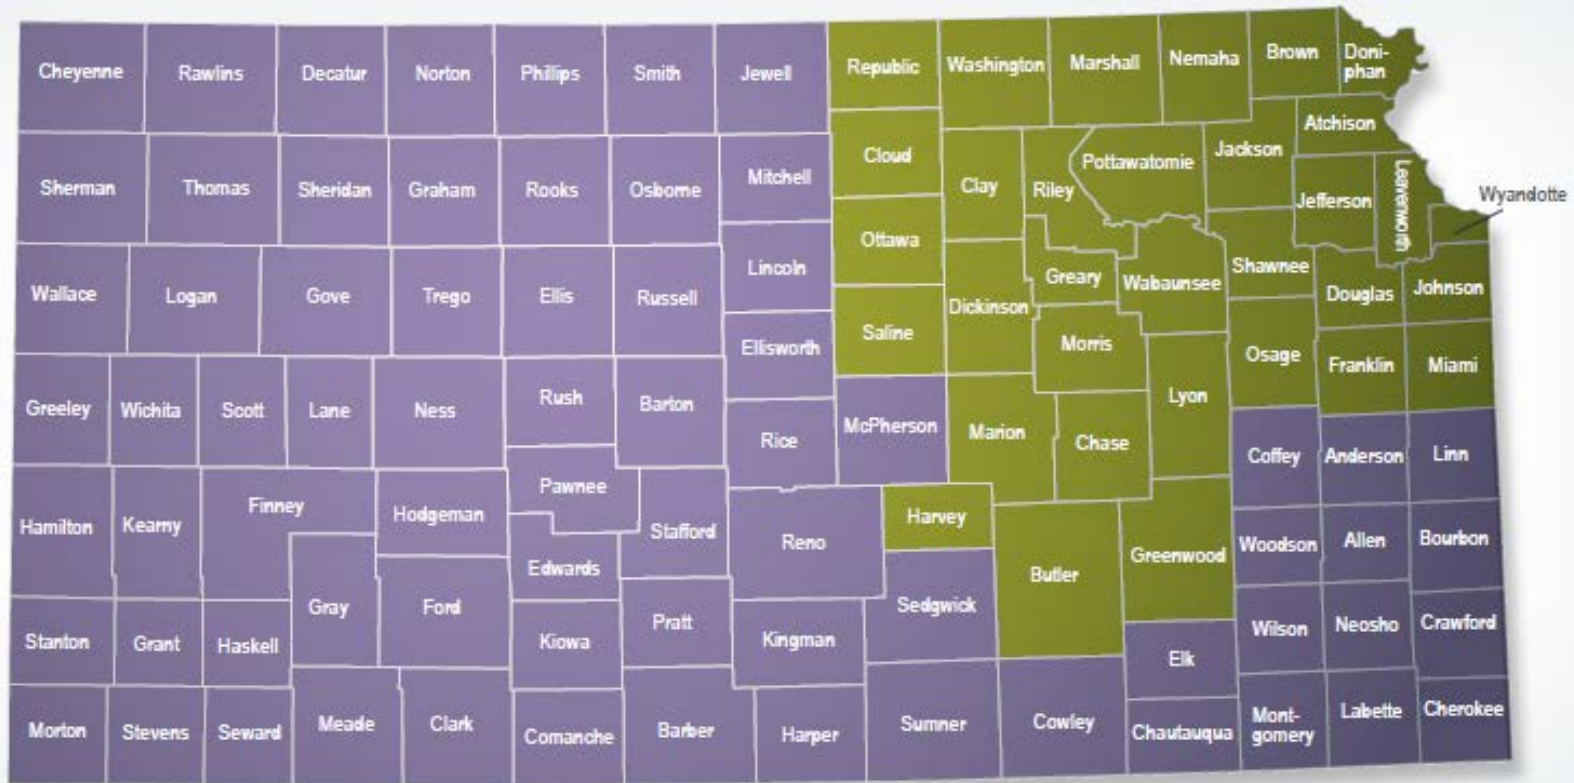 Cheyenne
Rawlins
Decatur
Norton
Phillips
Smith
Jewell
Republic
Washington
Marshall
Nemaha
Brown
Doni-
phan
Sherman
Thomas
Sheridan
Graham
Rooks
Osborne
Mitchell
Cloud
Clay
Riley
Pottawatomie
Jackson
Atchison
Jefferson
Leavenworth
Wyandotte
Wallace
Logan
Gove
Trego
Ellis
Russell
Lincoln
Ottawa
Dickinson
Greary
Wabaunsee
Shawnee
Douglas
Johnson
Ellisworth
Saline
Morris
Osage
Franklin
Miami
Greeley
Wichita
Scott
Lane
Ness
Rush
Barton
Rice
McPherson
Marion
Chase
Lyon
Coffey
Anderson
Linn
Hamilton
Kearny
Finney
Hodgeman
Pawnee
Stafford
Reno
Harvey
Edwards
Butler
Greenwood
Woodson
Allen
Bourbon
Gray
Ford
Sedgwick
Stanton
Grant
Haskell
Kiowa
Pratt
Kingman
Elk
Wilson
Neosho
Crawford
Morton
Stevens
Seward
Meade
Clark
Comanche
Barber
Harper
Sumner
Cowley
Chautauqua
Mont-
gomery
Labette
Cherokee